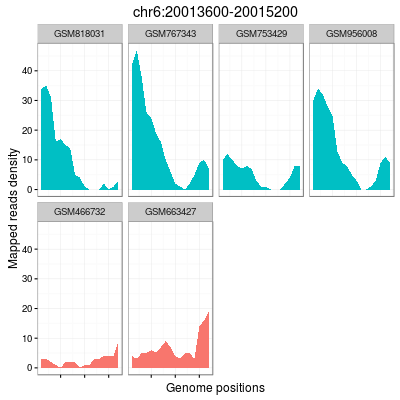 chr6:20013600-20015200
GSM818031 GSM767343 GSM753429 GSM956008
40
30
20
10
0
GSM466732 GSM663427
40
30
20
10
0
Mapped reads density
Genome positions